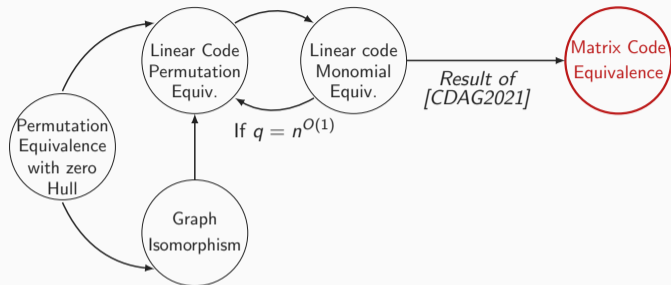 Linear Code
Permutation
Equiv.
Linear code
Monomial
Equiv.
Matrix Code
Equivalence
Result of
[CDAG2021]
If q = n^{O(1)}
Permutation
Equivalence
with zero
Hull
Graph
Isomorphism